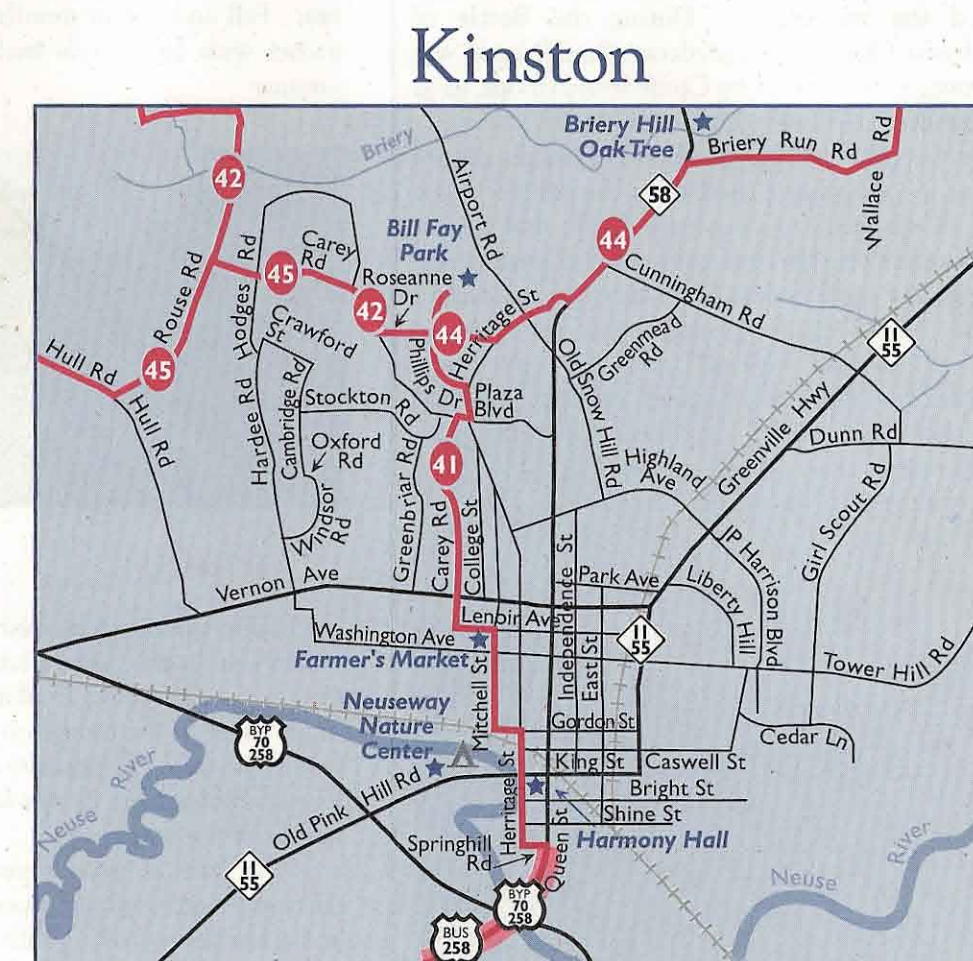 Kinston
Briery Hill
Oak Tree
Briery Run Rd
Wallace Rd
Briery
Airport Rd
42
58
44
Bill Fay
Park
Carey
Rd
45
Roseanne
Dr
42
44
Heritage St
Cunningham Rd
Rouse Rd
Hodges Rd
Crawford
St
Phillips Dr
Greenmead
Rd
11
55
Hull Rd
45
Hull Rd
Hardee Rd
Cambridge Rd
Stockton Rd
Plaza
Blvd
Old Snow Hill Rd
Greenville Hwy
Dunn Rd
Oxford
Rd
41
Highland
Ave
Windsor
Rd
Greenbriar Rd
Carey Rd
College St
Girl Scout Rd
JP Harrison Blvd
Vernon Ave
Independence St
Park Ave
Liberty Hill
Lenoir Ave
Washington Ave
11
55
East St
Farmer's Market
Tower Hill Rd
Mitchell St
Neuseway
Nature
Center
Gordon St
Cedar Ln
BYP
70
258
King St
Caswell St
Neuse River
Old Pink Hill Rd
Heritage St
Bright St
Shine St
Harmony Hall
Springhill
Rd
Queen St
11
55
Neuse River
BYP
70
258
BUS
258